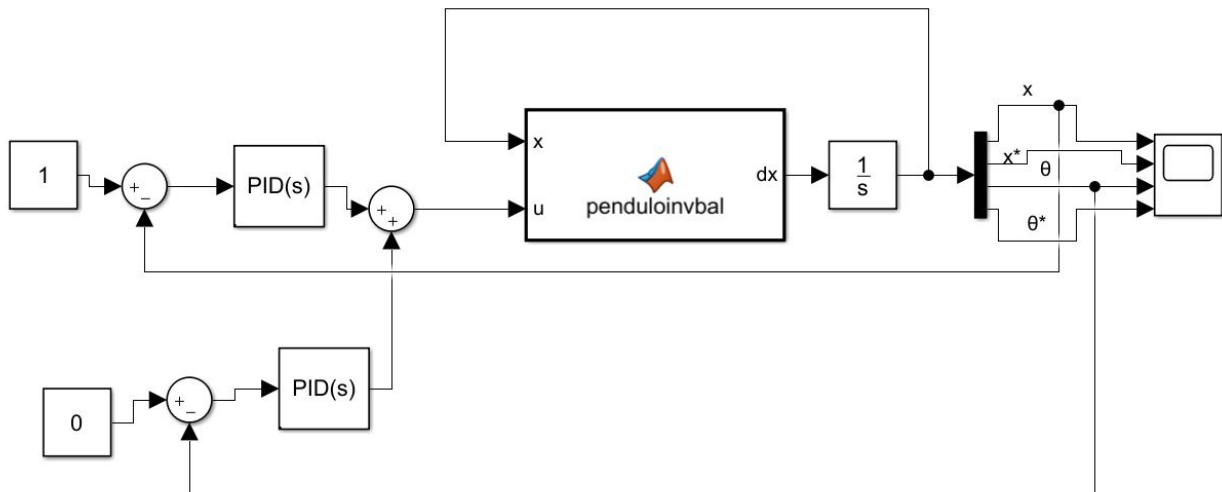 x
1
+
−
PID(s)
+
+
x
u
penduloinvbal
dx
1
s
x
x*
θ
θ*
0
+
−
PID(s)